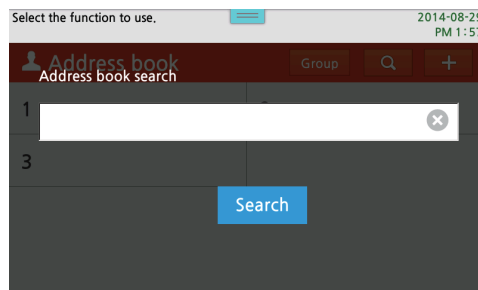 Select the function to use.
2014-08-29
PM 1:57
Address book
Group
Address book search
1
3
Search